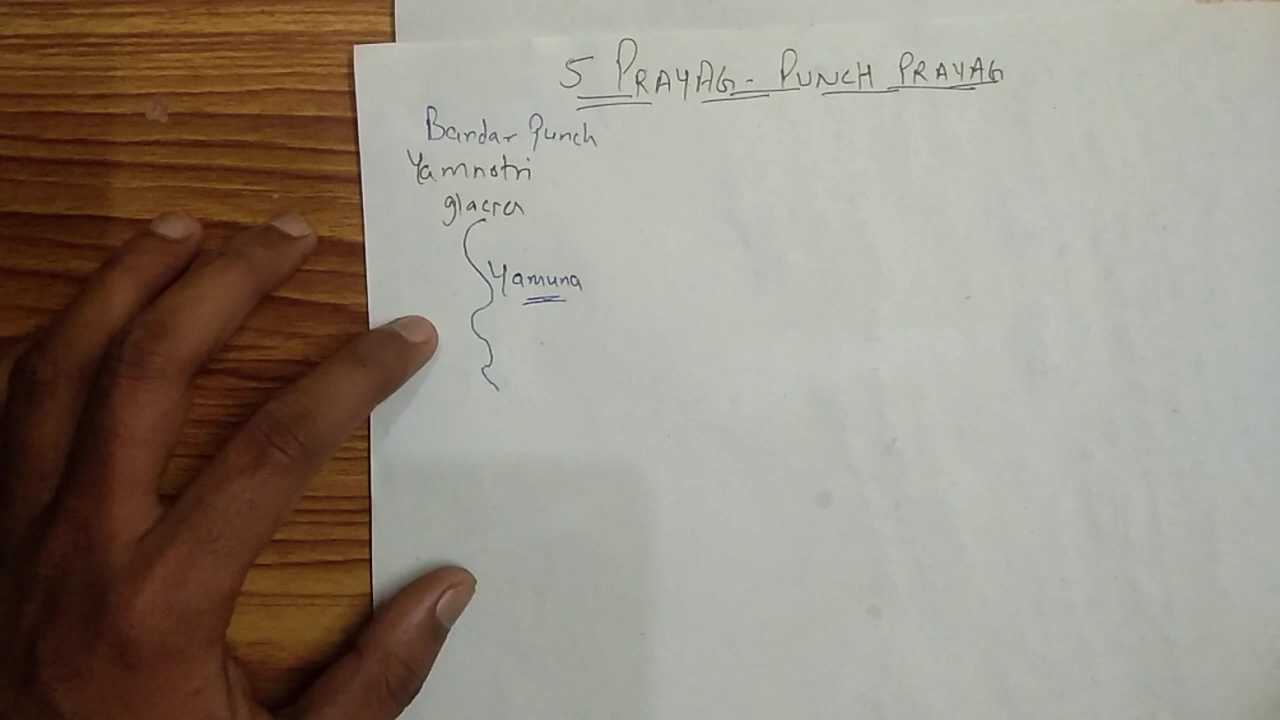 5 PRAYAG - PUNCH PRAYAG
Bandar Punch
Yamnotri
glacier
Yamuna